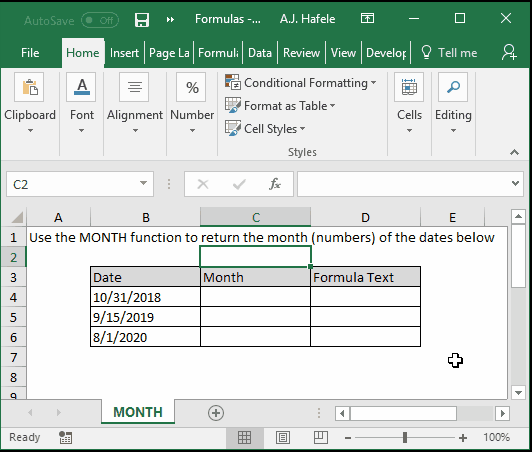 AutoSave Off Formulas -... A.J. Hafele
File Home Insert Page La Formula Data Review View Develop Tell me
Clipboard Font Alignment Number % Conditional Formatting Format as Table Cell Styles Styles Cells Editing
C2 fx
A B C D E
1 Use the MONTH function to return the month (numbers) of the dates below
2
3 Date Month Formula Text
4 10/31/2018
5 9/15/2019
6 8/1/2020
7
8
9
MONTH
Ready 100%